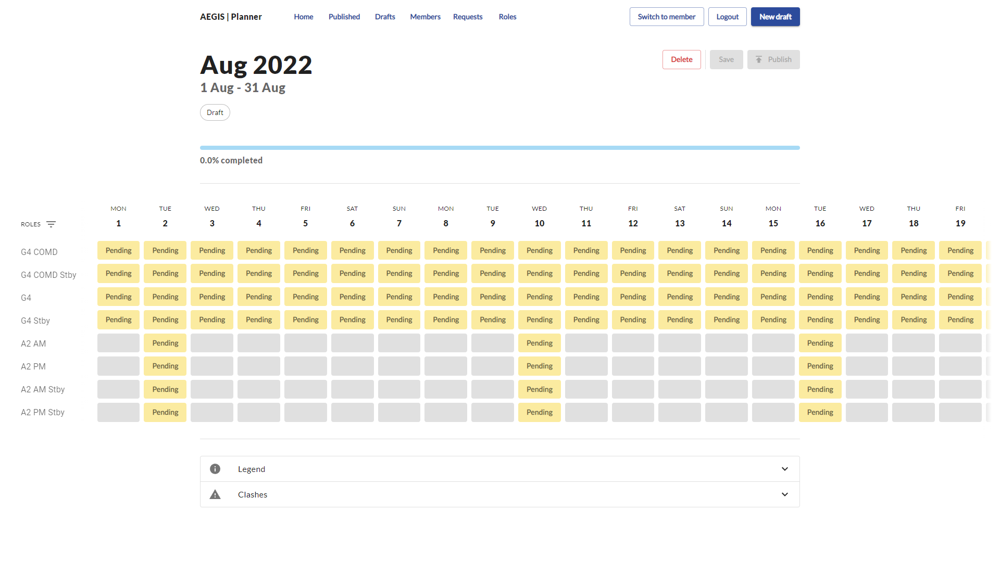 AEGIS | Planner Home Published Drafts Members Requests Roles Switch to member Logout New draft
Aug 2022
Delete Save Publish
1 Aug - 31 Aug
Draft
0.0% completed
MON TUE WED THU FRI SAT SUN MON TUE WED THU FRI SAT SUN MON TUE WED THU FRI
ROLES 1 2 3 4 5 6 7 8 9 10 11 12 13 14 15 16 17 18 19
G4 COMD Pending Pending Pending Pending Pending Pending Pending Pending Pending Pending Pending Pending Pending Pending Pending Pending Pending Pending Pending
G4 COMD Stby Pending Pending Pending Pending Pending Pending Pending Pending Pending Pending Pending Pending Pending Pending Pending Pending Pending Pending Pending
G4 Pending Pending Pending Pending Pending Pending Pending Pending Pending Pending Pending Pending Pending Pending Pending Pending Pending Pending Pending
G4 Stby Pending Pending Pending Pending Pending Pending Pending Pending Pending Pending Pending Pending Pending Pending Pending Pending Pending Pending Pending
A2 AM Pending Pending Pending
A2 PM Pending Pending Pending
A2 AM Stby Pending Pending Pending
A2 PM Stby Pending Pending Pending
Legend
Clashes